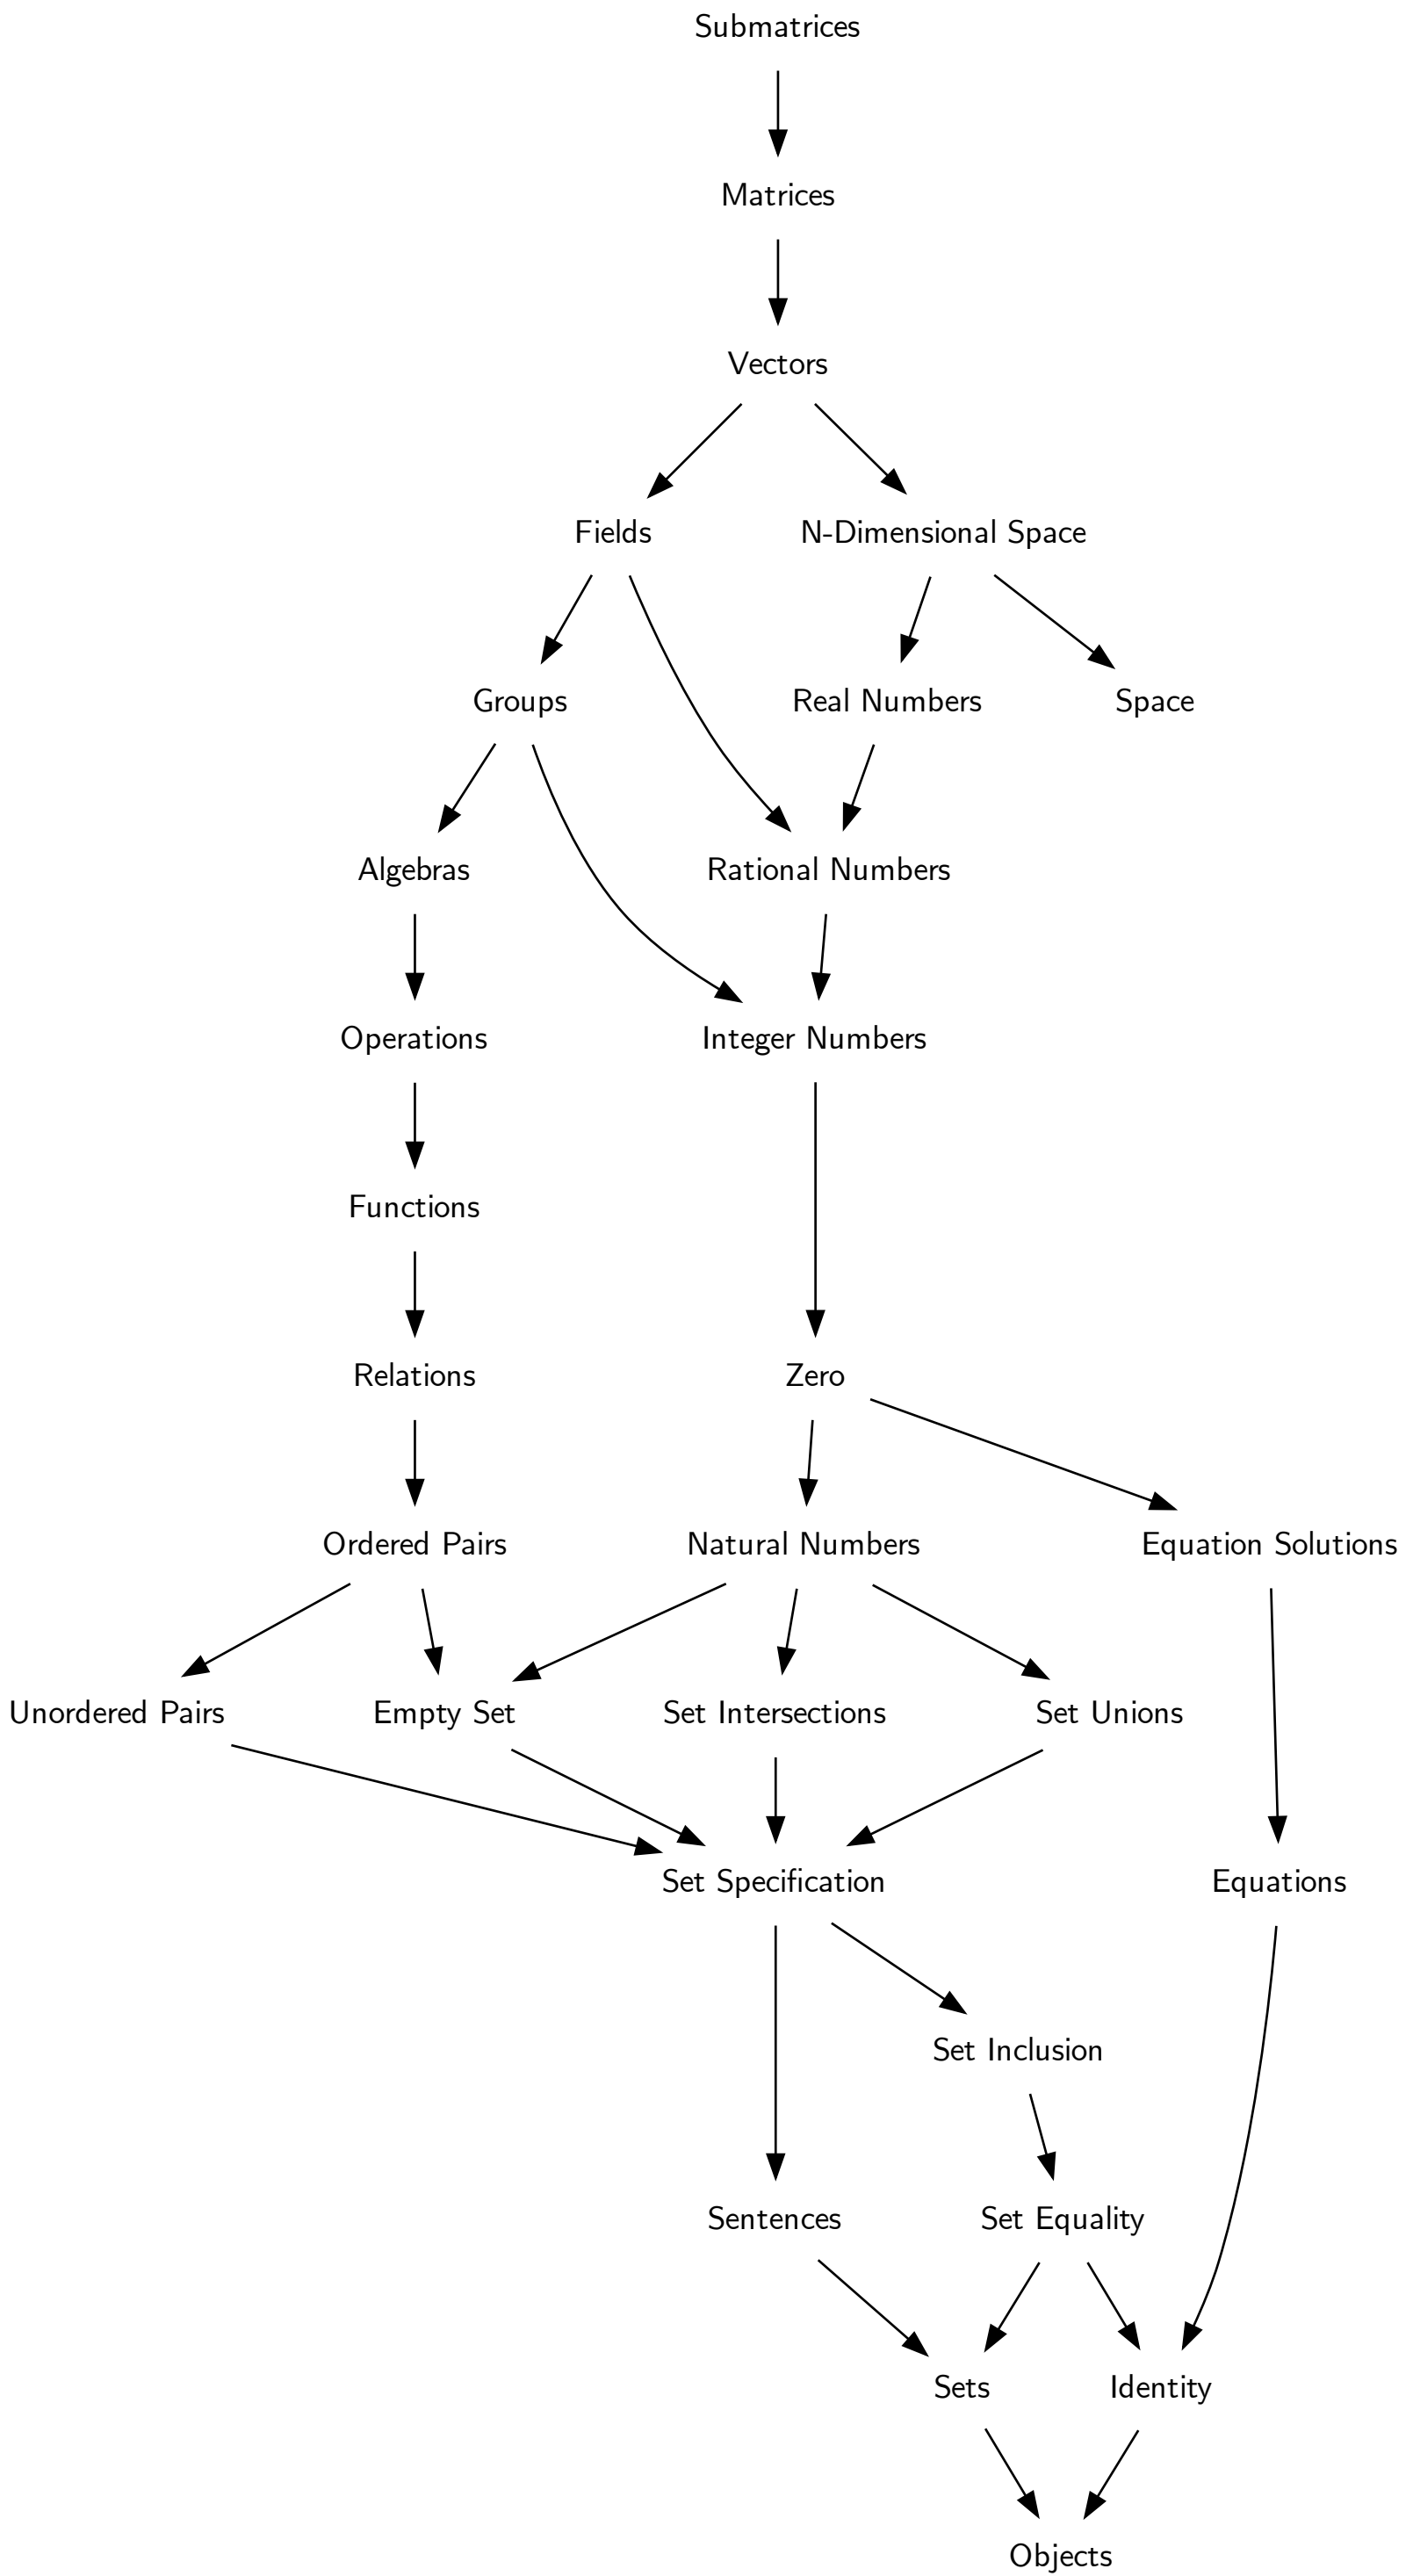 Submatrices
Matrices
Vectors
Fields
N-Dimensional Space
Groups
Real Numbers
Space
Algebras
Rational Numbers
Operations
Integer Numbers
Functions
Relations
Zero
Ordered Pairs
Natural Numbers
Equation Solutions
Unordered Pairs
Empty Set
Set Intersections
Set Unions
Set Specification
Equations
Set Inclusion
Sentences
Set Equality
Sets
Identity
Objects